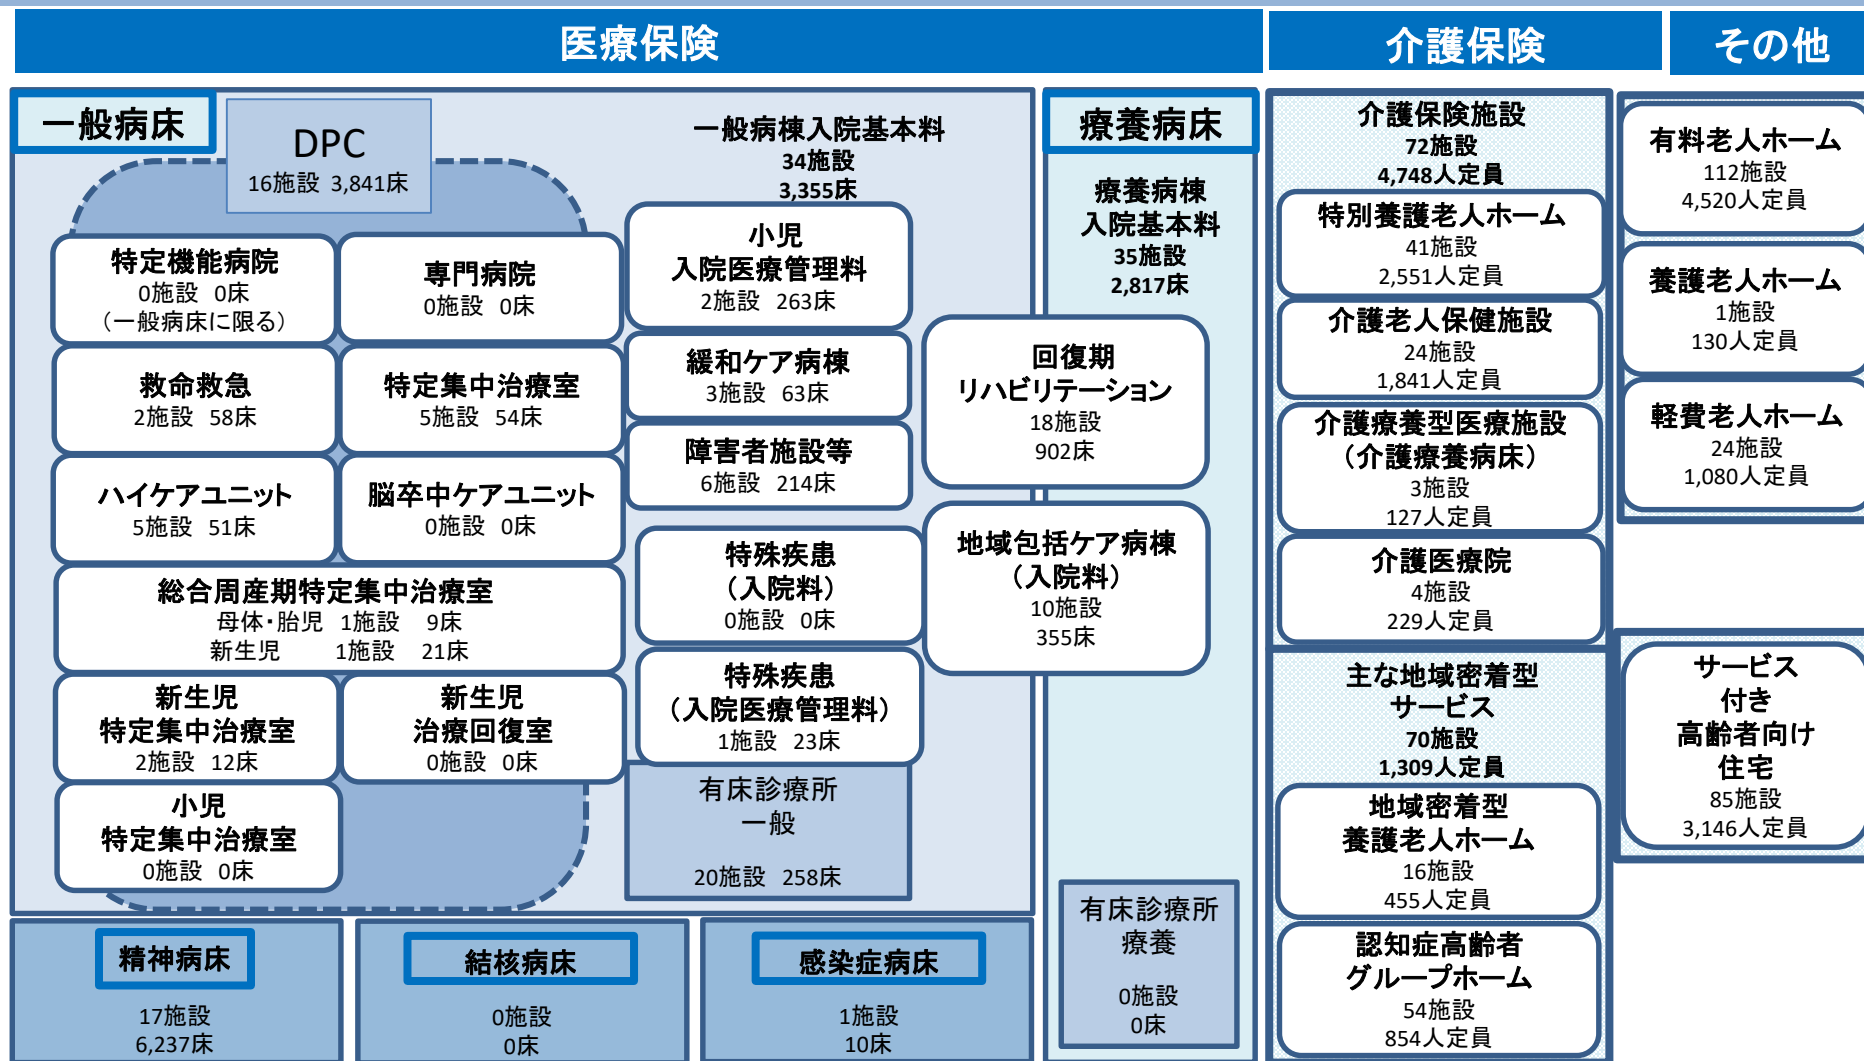 医療保険
介護保険
その他
一般病床
DPC
16施設 3,841床
特定機能病院
0施設 0床
（一般病床に限る）
専門病院
0施設 0床
救命救急
2施設 58床
特定集中治療室
5施設 54床
ハイケアユニット
5施設 51床
脳卒中ケアユニット
0施設 0床
総合周産期特定集中治療室
母体・胎児 1施設 9床
新生児 1施設 21床
新生児
特定集中治療室
2施設 12床
新生児
治療回復室
0施設 0床
小児
特定集中治療室
0施設 0床
一般病棟入院基本料
34施設
3,355床
小児
入院医療管理料
2施設 263床
緩和ケア病棟
3施設 63床
障害者施設等
6施設 214床
特殊疾患
（入院料）
0施設 0床
特殊疾患
（入院医療管理料）
1施設 23床
有床診療所
一般
20施設 258床
療養病床
療養病棟
入院基本料
35施設
2,817床
回復期
リハビリテーション
18施設
902床
地域包括ケア病棟
（入院料）
10施設
355床
有床診療所
療養
0施設
0床
精神病床
17施設
6,237床
結核病床
0施設
0床
感染症病床
1施設
10床
介護保険施設
72施設
4,748人定員
特別養護老人ホーム
41施設
2,551人定員
介護老人保健施設
24施設
1,841人定員
介護療養型医療施設
（介護療養病床）
3施設
127人定員
介護医療院
4施設
229人定員
主な地域密着型
サービス
70施設
1,309人定員
地域密着型
養護老人ホーム
16施設
455人定員
認知症高齢者
グループホーム
54施設
854人定員
有料老人ホーム
112施設
4,520人定員
養護老人ホーム
1施設
130人定員
軽費老人ホーム
24施設
1,080人定員
サービス
付き
高齢者向け
住宅
85施設
3,146人定員